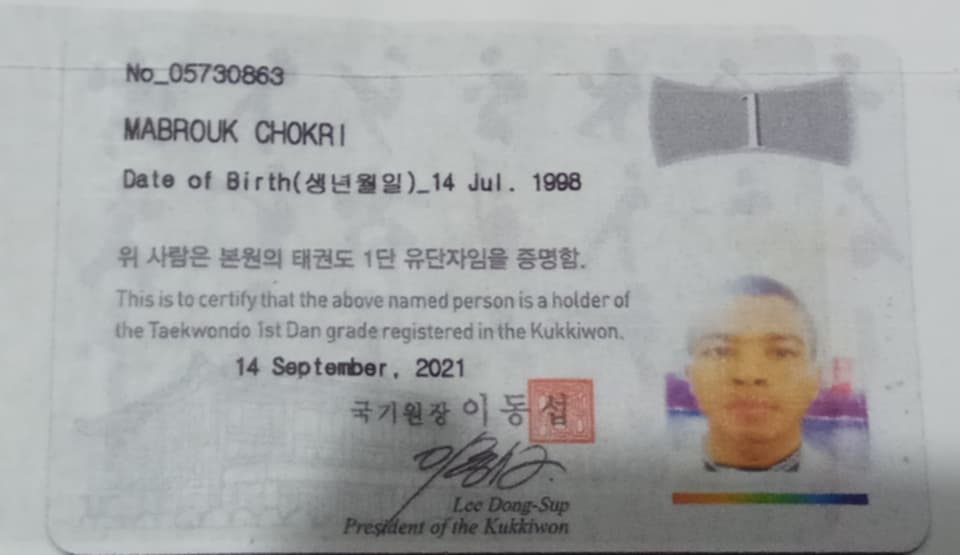 No_05730863
MABROUK CHOKRI
Date of Birth(생년월일)_14 Jul. 1998
1
위 사람은 본원의 태권도 1단 유단자임을 증명함.
This is to certify that the above named person is a holder of
the Taekwondo 1st Dan grade registered in the Kukkiwon.
14 September, 2021
국기원장 이동섭
Lee Dong-Sup
President of the Kukkiwon